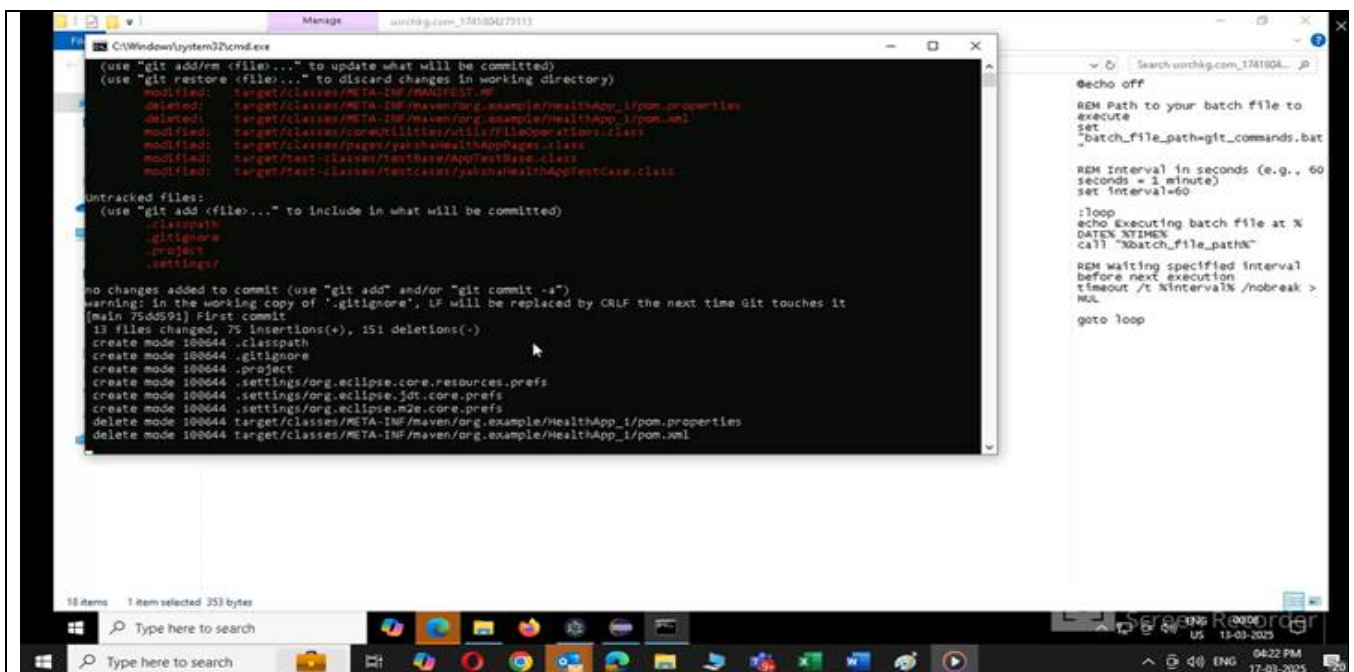 Manage
C:\Windows\system32\cmd.exe
(use "git add/rm <file>..." to update what will be committed)
(use "git restore <file>..." to discard changes in working directory)
modified: target/classes/META-INF/MANIFEST.MF
deleted: target/classes/META-INF/maven/org.example/HealthApp_1/pom.properties
deleted: target/classes/META-INF/maven/org.example/HealthApp_1/pom.xml
modified: target/classes/coreUtilities/utils/FileOperations.class
modified: target/classes/pages/yakshaHealthAppPages.class
modified: target/test-classes/testBase/AppTestBase.class
modified: target/test-classes/testcases/yakshaHealthAppTestCase.class
Untracked files:
(use "git add <file>..." to include in what will be committed)
.classpath
.gitignore
.project
.settings/
no changes added to commit (use "git add" and/or "git commit -a")
warning: in the working copy of '.gitignore', LF will be replaced by CRLF the next time Git touches it
[main 75dd591] First commit
13 files changed, 75 insertions(+), 151 deletions(-)
create mode 100644 .classpath
create mode 100644 .gitignore
create mode 100644 .project
create mode 100644 .settings/org.eclipse.core.resources.prefs
create mode 100644 .settings/org.eclipse.jdt.core.prefs
create mode 100644 .settings/org.eclipse.m2e.core.prefs
delete mode 100644 target/classes/META-INF/maven/org.example/HealthApp_1/pom.properties
delete mode 100644 target/classes/META-INF/maven/org.example/HealthApp_1/pom.xml
@echo off
REM Path to your batch file to
execute
set
"batch_file_path=git_commands.bat
"
REM Interval in seconds (e.g., 60
seconds = 1 minute)
set interval=60
:loop
echo Executing batch file at %
DATE% %TIME%
call "%batch_file_path%"
REM Waiting specified interval
before next execution
timeout /t %interval% /nobreak >
NUL
goto loop
18 items 1 item selected 353 bytes
Type here to search
Screen Recorder
ENG
US 13-03-2025
Type here to search
ENG
04:22 PM
17-03-2025
20